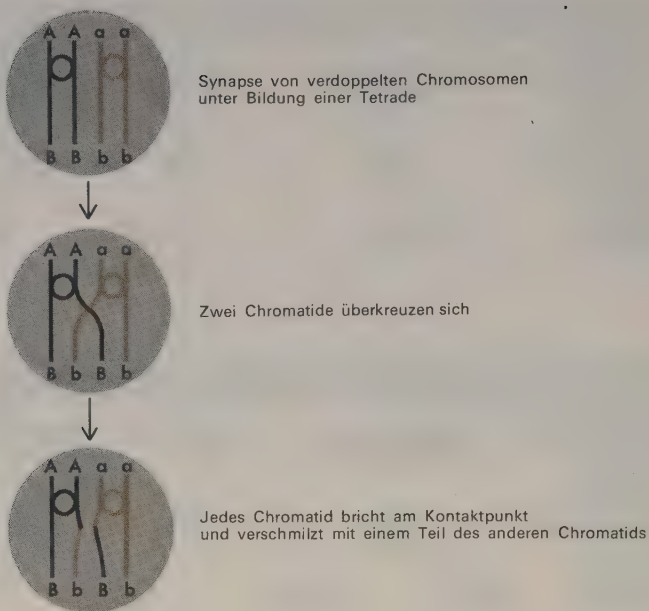 A A a a
Synapse von verdoppelten Chromosomen
unter Bildung einer Tetrade
B B b b
A A a a
Zwei Chromatide überkreuzen sich
B b B b
A A a a
Jedes Chromatid bricht am Kontaktpunkt
und verschmilzt mit einem Teil des anderen Chromatids
B b B b